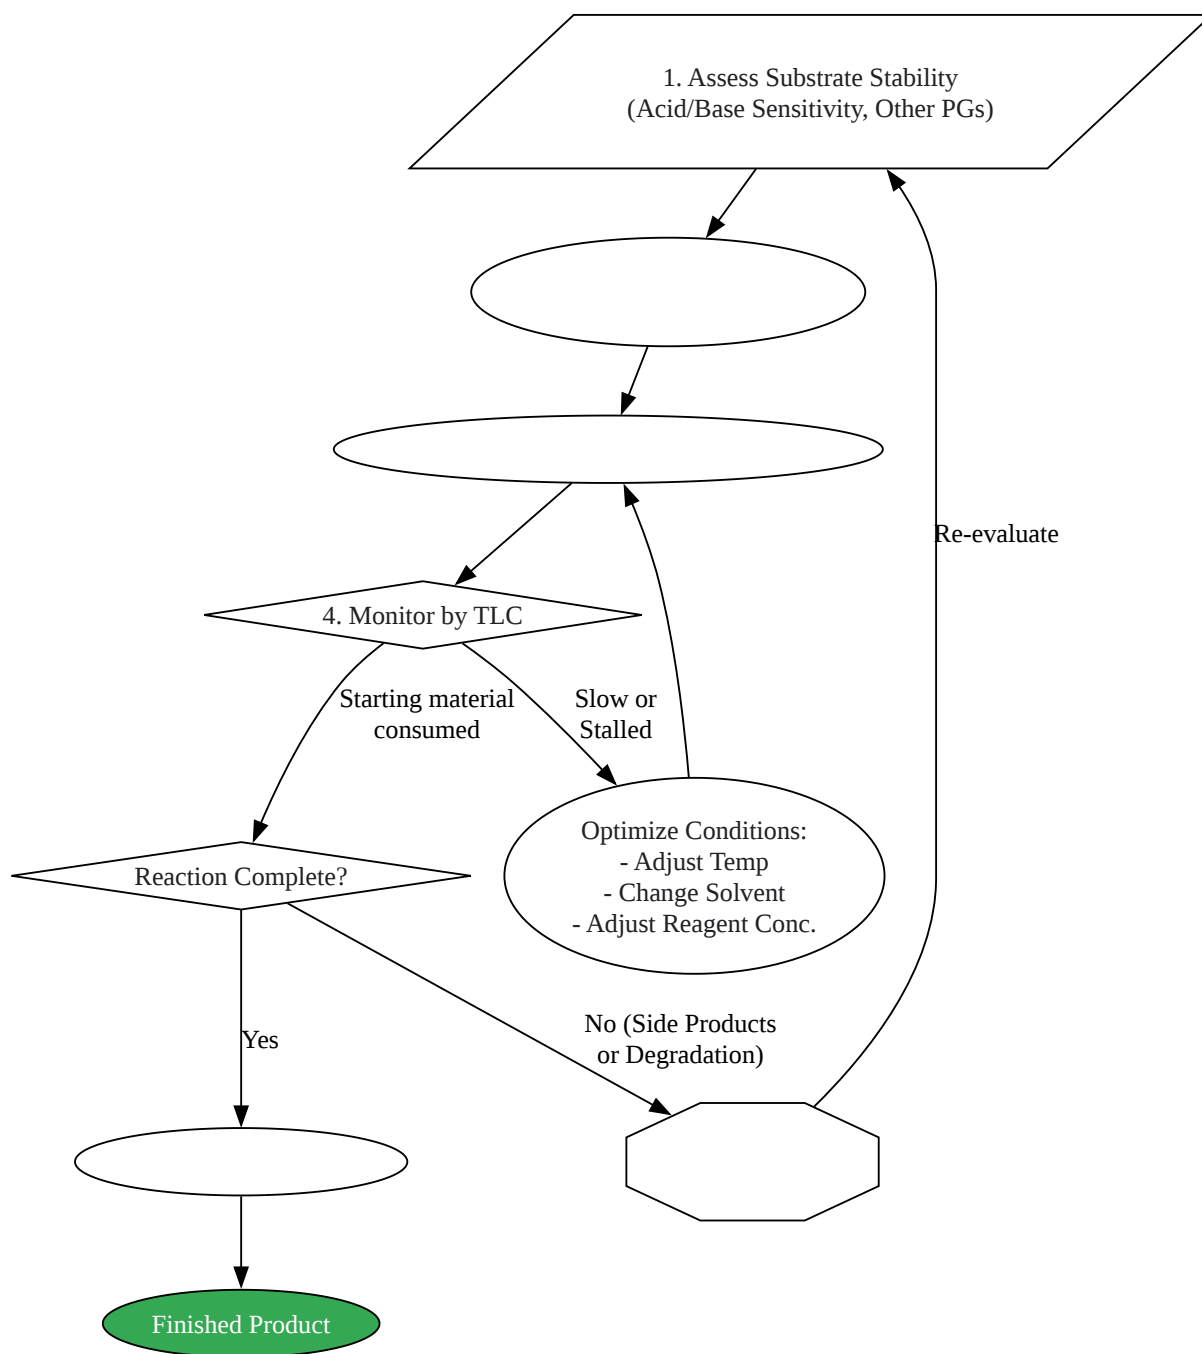 1. Assess Substrate Stability
(Acid/Base Sensitivity, Other PGs)
Re-evaluate
4. Monitor by TLC
Starting material
consumed
Slow or
Stalled
Optimize Conditions:
- Adjust Temp
- Change Solvent
- Adjust Reagent Conc.
Reaction Complete?
No (Side Products
or Degradation)
Yes
Finished Product